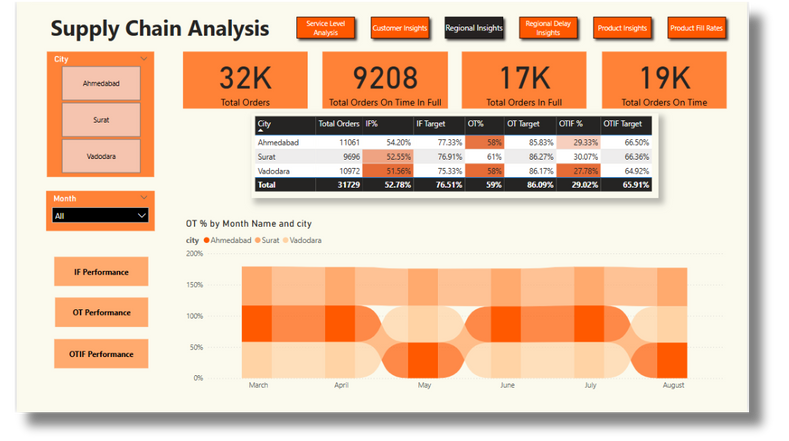 Supply Chain Analysis
Service Level
Analysis
Customer Insights
Regional Insights
Regional Delay
Insights
Product Insights
Product Fill Rates
City
Ahmedabad
Surat
Vadodara
Month
All
IF Performance
OT Performance
OTIF Performance
32K
Total Orders
9208
Total Orders On Time In Full
17K
Total Orders In Full
19K
Total Orders On Time
City Total Orders IF% IF Target OT% OT Target OTIF % OTIF Target
Ahmedabad 11061 54.20% 77.33% 58% 85.83% 29.33% 66.50%
Surat 9696 52.55% 76.91% 61% 86.27% 30.07% 66.36%
Vadodara 10972 51.56% 75.33% 58% 86.17% 27.78% 64.92%
Total 31729 52.78% 76.51% 59% 86.09% 29.02% 65.91%
OT % by Month Name and city
city Ahmedabad Surat Vadodara
200%
150%
100%
50%
0%
March April May June July August